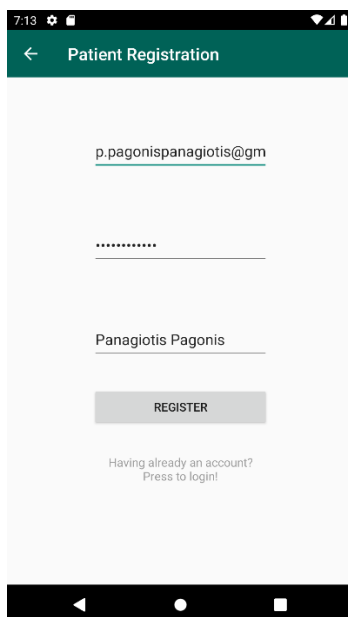 7:13
Patient Registration
p.pagonispanagiotis@gm
••••••••••••
Panagiotis Pagonis
REGISTER
Having already an account?
Press to login!